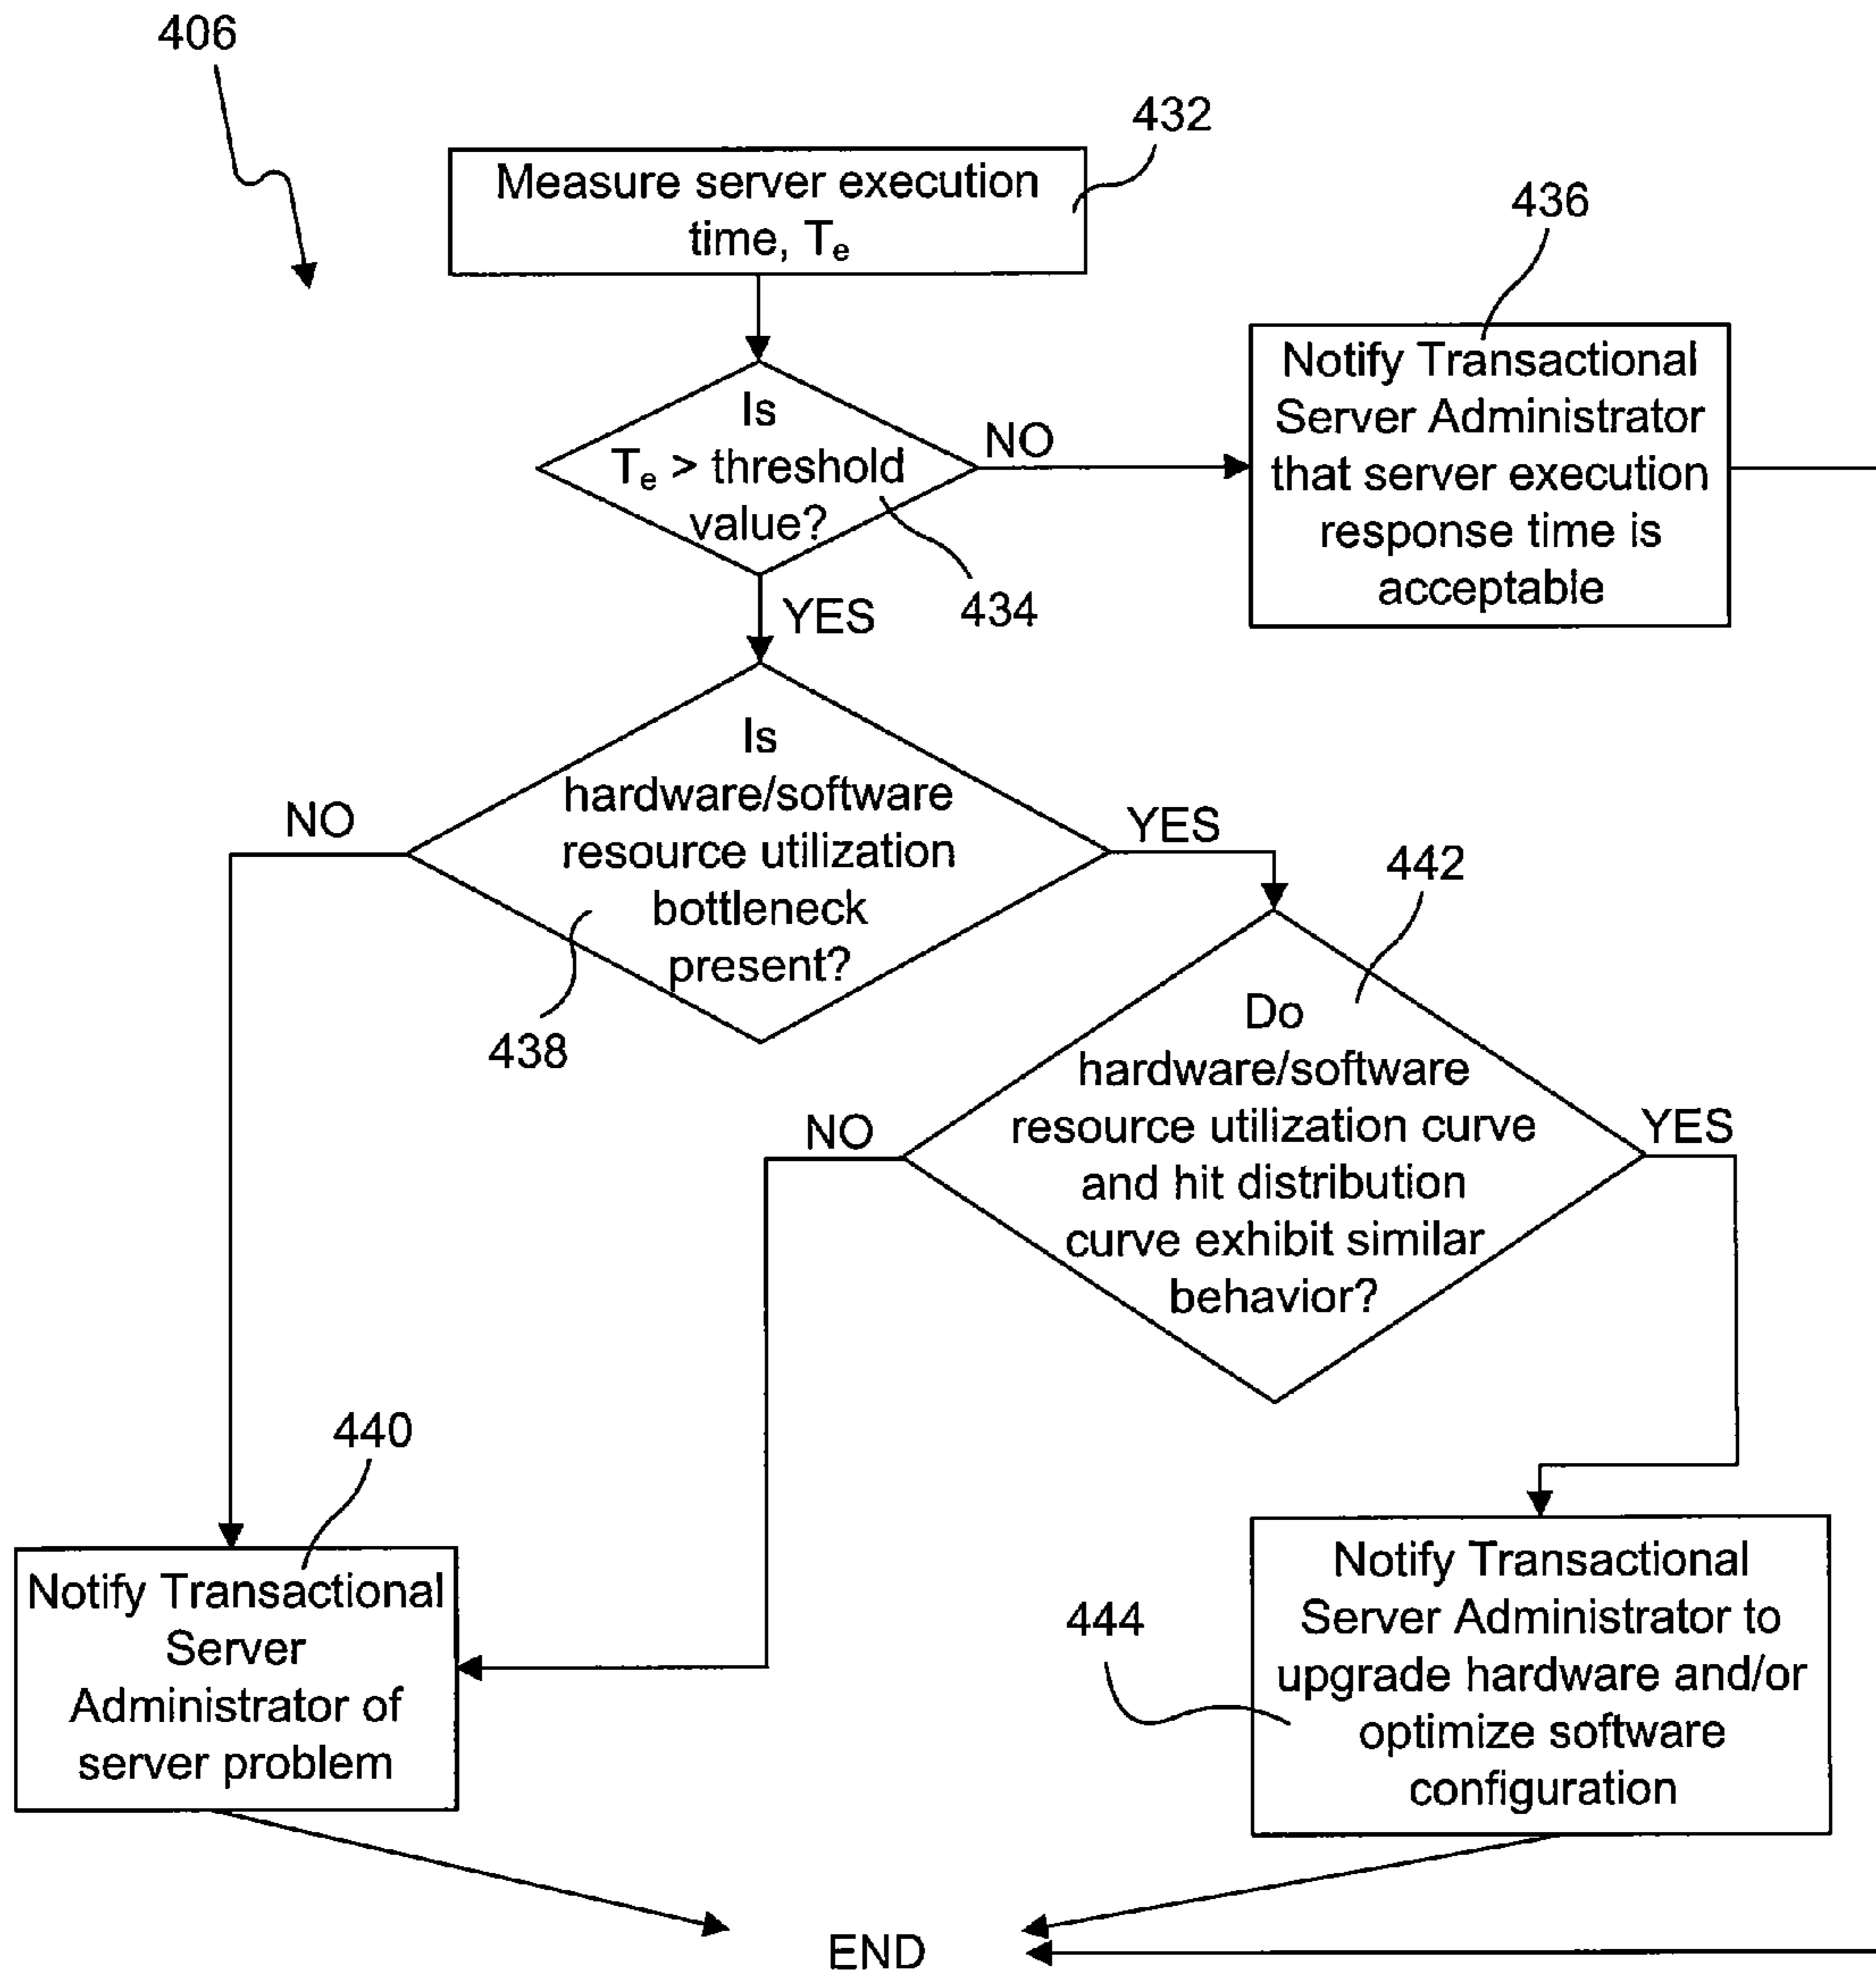 406
432
Measure server execution
time, Te
436
Notify Transactional
Server Administrator
that server execution
response time is
acceptable
Is
Te > threshold
value?
NO
434
YES
Is
hardware/software
resource utilization
bottleneck
present?
NO
YES
438
442
Do
hardware/software
resource utilization curve
and hit distribution
curve exhibit similar
behavior?
NO
YES
440
Notify Transactional
Server
Administrator of
server problem
444
Notify Transactional
Server Administrator to
upgrade hardware and/or
optimize software
configuration
END